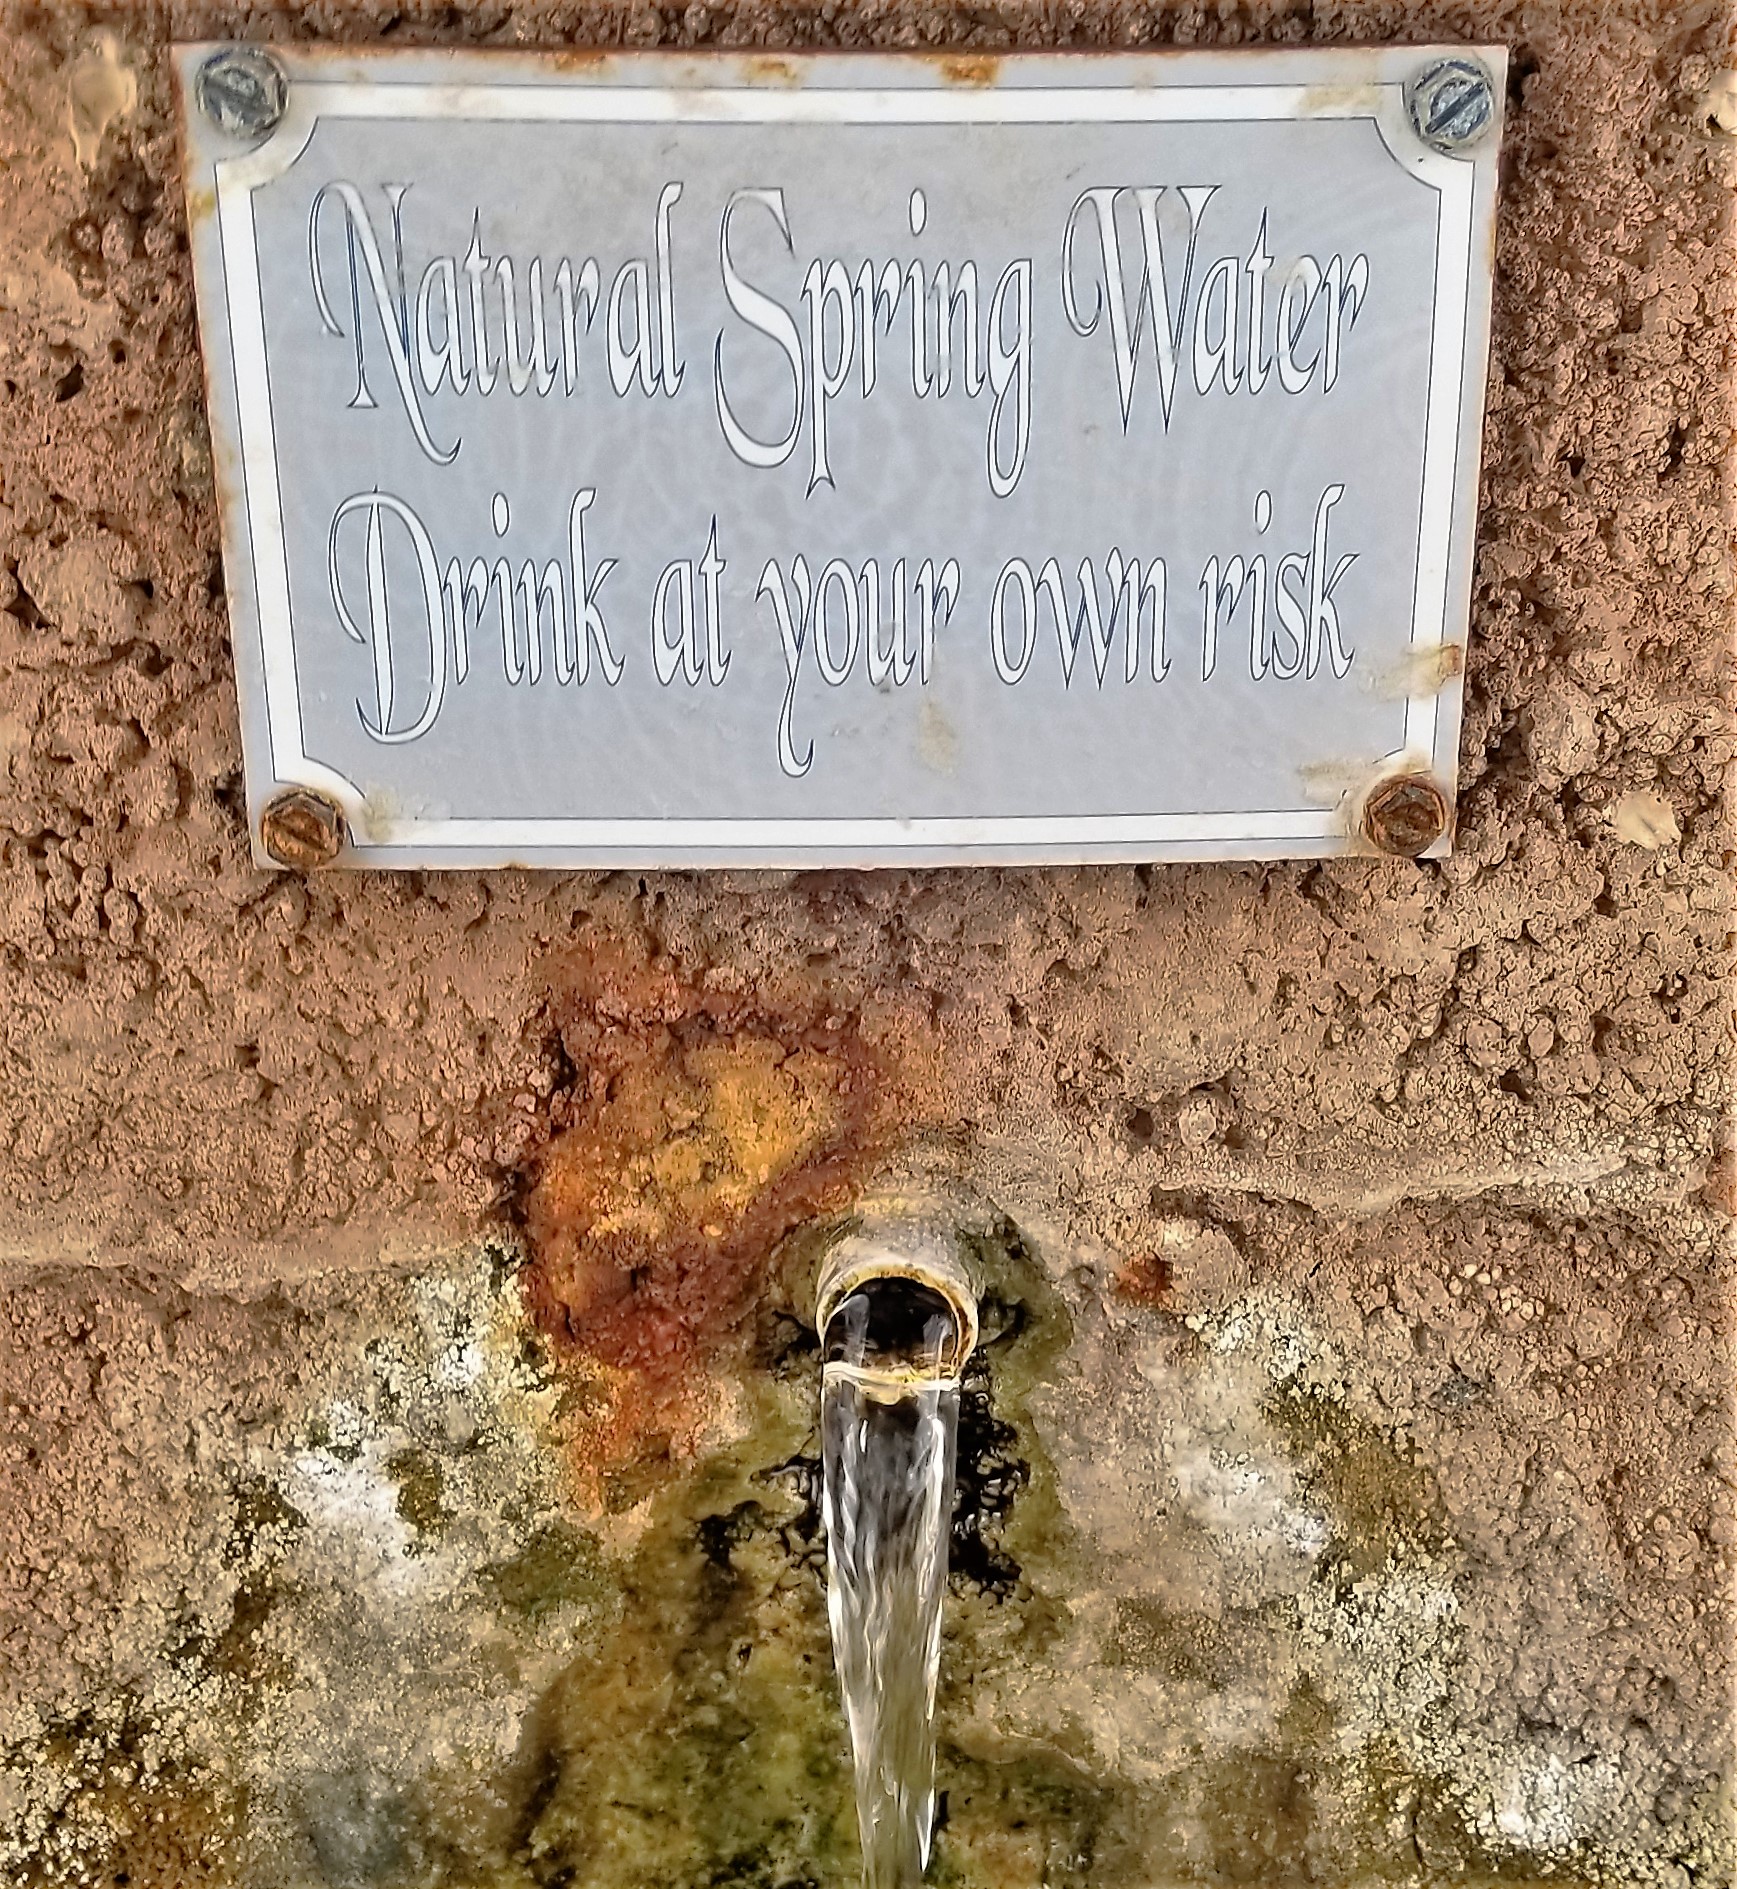 Natural Spring Water
Drink at your own risk